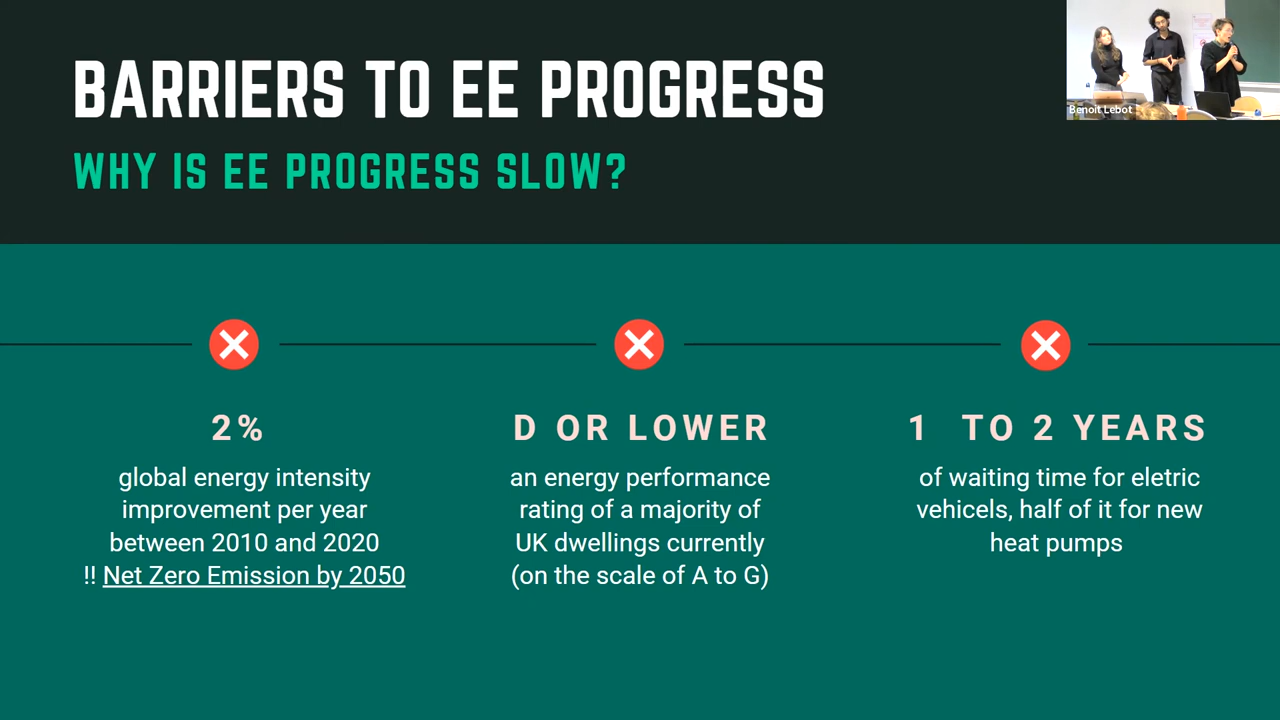 BARRIERS TO EE PROGRESS
WHY IS EE PROGRESS SLOW?
Benoit Lebot
2%
global energy intensity
improvement per year
between 2010 and 2020
!! Net Zero Emission by 2050
D OR LOWER
an energy performance
rating of a majority of
UK dwellings currently
(on the scale of A to G)
1 TO 2 YEARS
of waiting time for eletric
vehicels, half of it for new
heat pumps